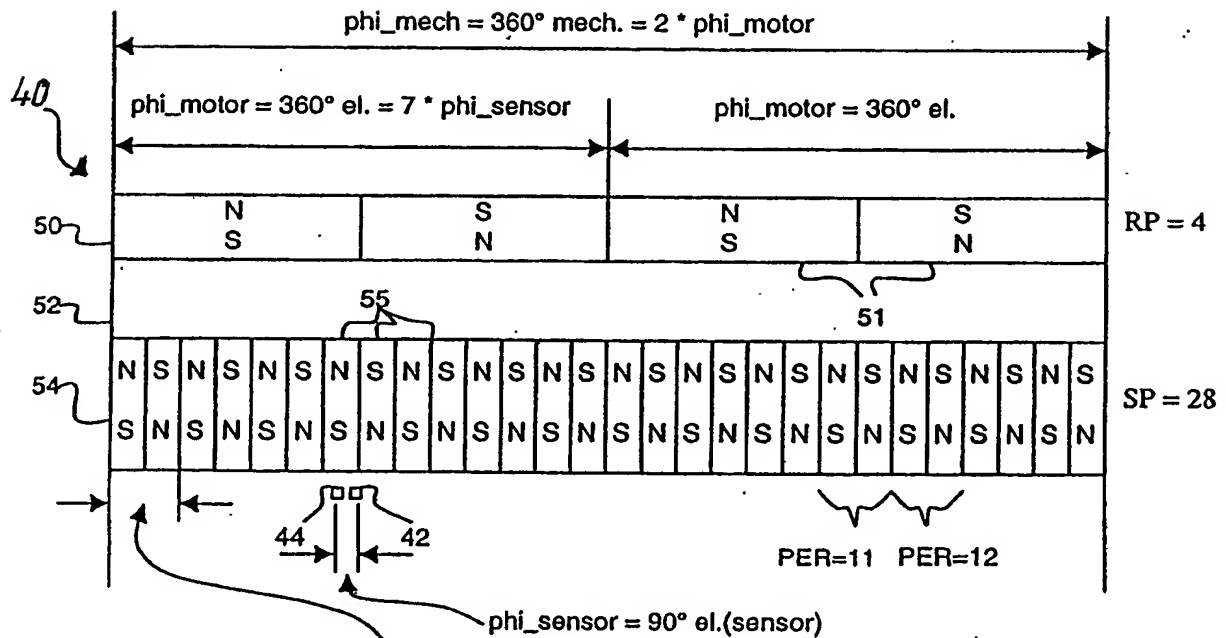 phi_mech = 360° mech. = 2 * phi_motor
40
phi_motor = 360° el. = 7 * phi_sensor
phi_motor = 360° el.
50
N S N S
S N S N
RP = 4
52
55
51
54
N S N S N S N S N S N S N S N S N S N S N S N S N S N S
S N S N S N S N S N S N S N S N S N S N S N S N S N S N
SP = 28
44
42
PER=11
PER=12
phi_sensor = 90° el.(sensor)